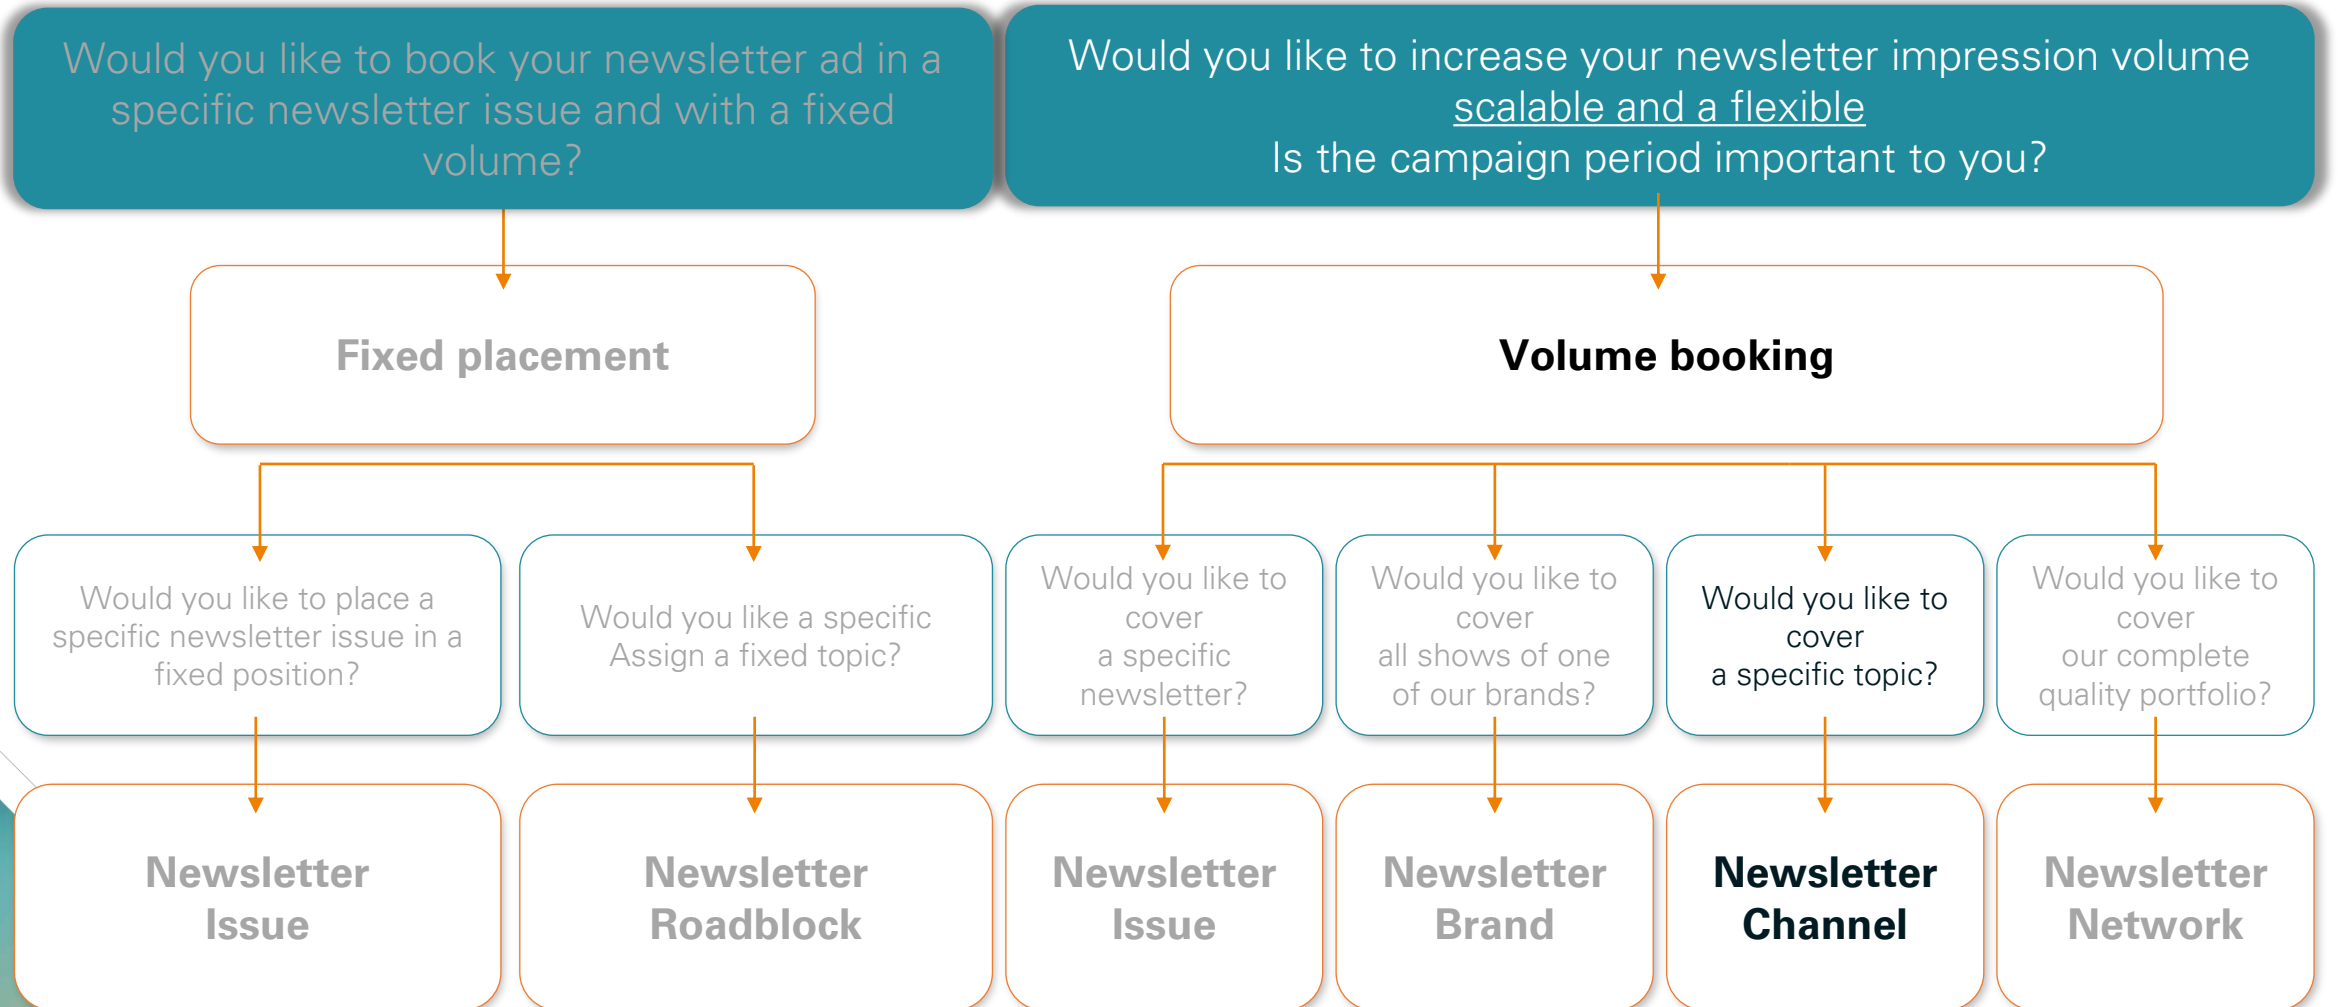 Would you like to book your newsletter ad in a
specific newsletter issue and with a fixed
volume?
Would you like to increase your newsletter impression volume
scalable and a flexible
Is the campaign period important to you?
Fixed placement
Volume booking
Would you like to place a
specific newsletter issue in a
fixed position?
Would you like a specific
Assign a fixed topic?
Would you like to
cover
a specific
newsletter?
Would you like to
cover
all shows of one
of our brands?
Would you like to
cover
a specific topic?
Would you like to
cover
our complete
quality portfolio?
Newsletter
Issue
Newsletter
Roadblock
Newsletter
Issue
Newsletter
Brand
Newsletter
Channel
Newsletter
Network